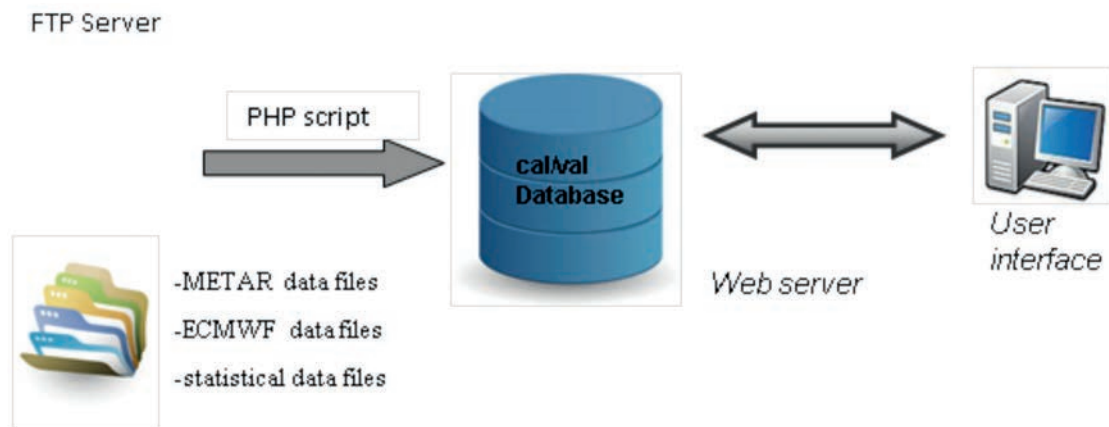 FTP Server
PHP script
cal/val
Database
-METAR data files
-ECMWF data files
-statistical data files
Web server
User
interface